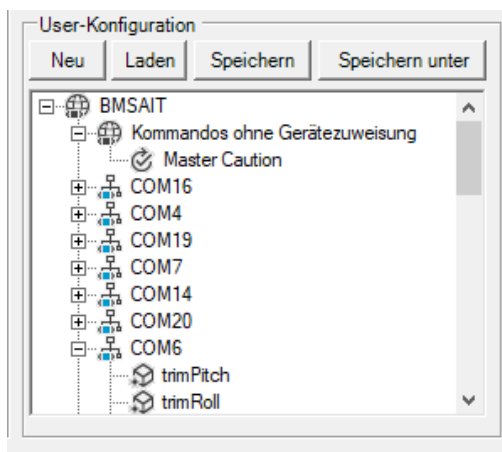 User-Konfiguration
Neu Laden Speichern Speichern unter
BMSAIT
Kommandos ohne Gerätezuweisung
Master Caution
COM16
COM4
COM19
COM7
COM14
COM20
COM6
trimPitch
trimRoll